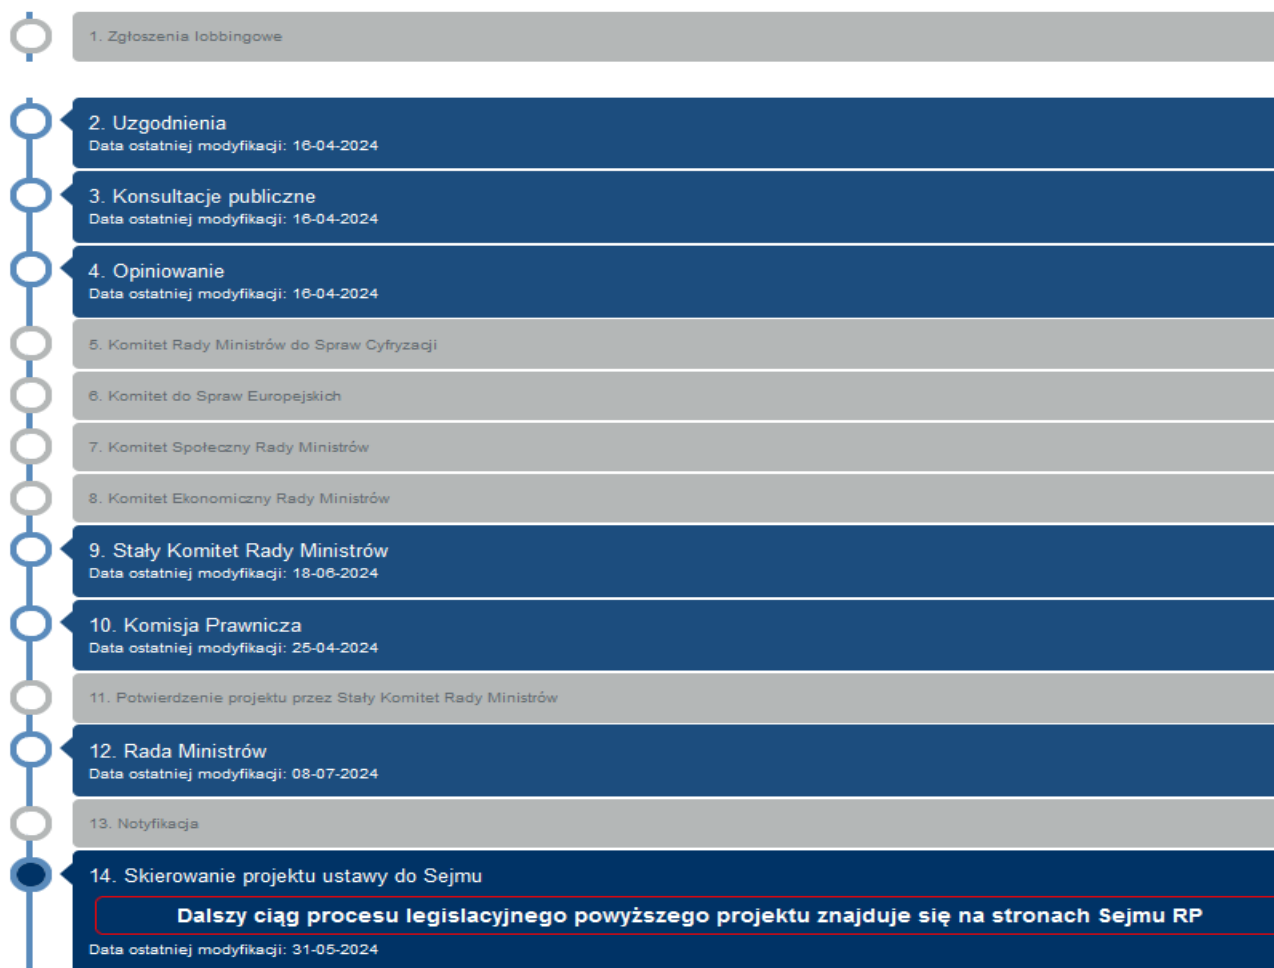 1. Zgłoszenia lobbingowe
2. Uzgodnienia
Data ostatniej modyfikacji: 16-04-2024
3. Konsultacje publiczne
Data ostatniej modyfikacji: 16-04-2024
4. Opiniowanie
Data ostatniej modyfikacji: 16-04-2024
5. Komitet Rady Ministrów do Spraw Cyfryzacji
6. Komitet do Spraw Europejskich
7. Komitet Społeczny Rady Ministrów
8. Komitet Ekonomiczny Rady Ministrów
9. Stały Komitet Rady Ministrów
Data ostatniej modyfikacji: 18-06-2024
10. Komisja Prawnicza
Data ostatniej modyfikacji: 25-04-2024
11. Potwierdzenie projektu przez Stały Komitet Rady Ministrów
12. Rada Ministrów
Data ostatniej modyfikacji: 08-07-2024
13. Notyfikacja
14. Skierowanie projektu ustawy do Sejmu
Dalszy ciąg procesu legislacyjnego powyższego projektu znajduje się na stronach Sejmu RP
Data ostatniej modyfikacji: 31-05-2024